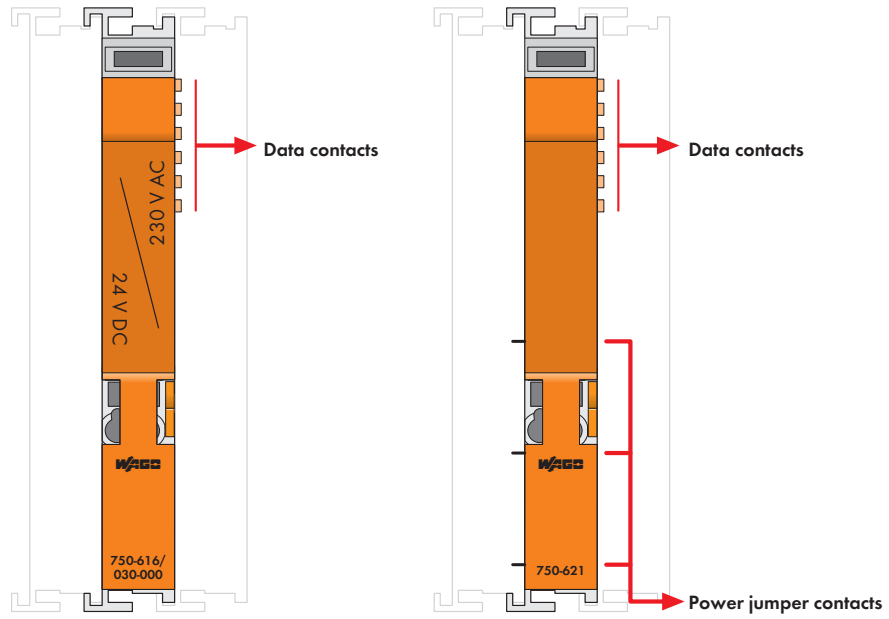 Data contacts
230 V AC
24 V DC
WAGO
750-616/
030-000
Data contacts
WAGO
750-621
Power jumper contacts